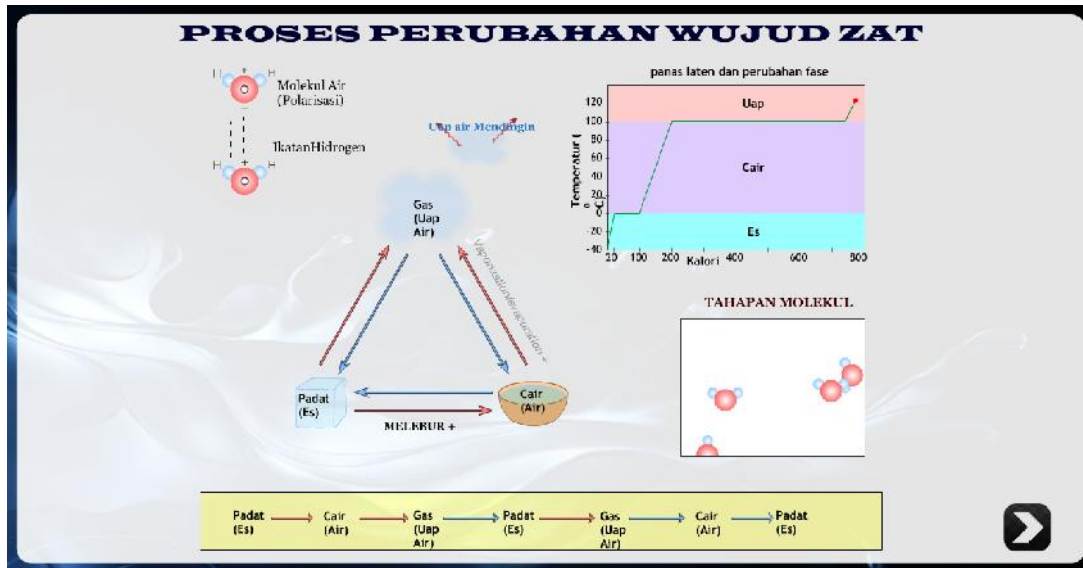 PROSES PERUBAHAN WUJUD ZAT
H + H
Molekul Air
(Polarisasi)
IkatanHidrogen
H + H
Uap air Mendingin
Gas
(Uap
Air)
Vaporustion/evaporation +
Padat
(Es)
Cair
(Air)
MELEBUR +
panas laten dan perubahan fase
Temperatur (
°C
120
100
80
60
40
20
0
-20
-40
Uap
Cair
Es
20 100 200 400 600 800
Kalori
TAHAPAN MOLEKUL
Padat
(Es)
Cair
(Air)
Gas
(Uap
Air)
Padat
(Es)
Gas
(Uap
Air)
Cair
(Air)
Padat
(Es)